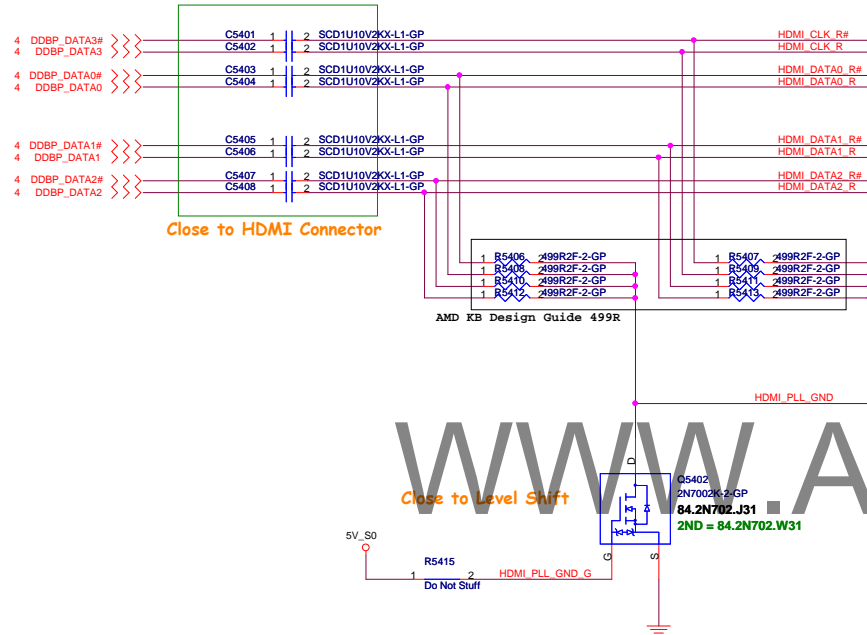 C5401 1 2 SCD1U10V2KX-L1-GP HDMI_CLK_R#
4 DDBP_DATA3#
C5402 1 2 SCD1U10V2KX-L1-GP HDMI_CLK_R
4 DDBP_DATA3
C5403 1 2 SCD1U10V2KX-L1-GP HDMI_DATA0_R#
4 DDBP_DATA0#
C5404 1 2 SCD1U10V2KX-L1-GP HDMI_DATA0_R
4 DDBP_DATA0
C5405 1 2 SCD1U10V2KX-L1-GP HDMI_DATA1_R#
4 DDBP_DATA1#
C5406 1 2 SCD1U10V2KX-L1-GP HDMI_DATA1_R
4 DDBP_DATA1
C5407 1 2 SCD1U10V2KX-L1-GP HDMI_DATA2_R#
4 DDBP_DATA2#
C5408 1 2 SCD1U10V2KX-L1-GP HDMI_DATA2_R
4 DDBP_DATA2
Close to HDMI Connector
1 R5406 2 499R2F-2-GP 1 R5407 2 499R2F-2-GP
1 R5408 2 499R2F-2-GP 1 R5409 2 499R2F-2-GP
1 R5410 2 499R2F-2-GP 1 R5411 2 499R2F-2-GP
1 R5412 2 499R2F-2-GP 1 R5413 2 499R2F-2-GP
AMD KB Design Guide 499R
HDMI_PLL_GND
WWW.A
D
Q5402
2N7002K-2-GP
Close to Level Shift
84.2N702.J31
2ND = 84.2N702.W31
5V_S0
G S
R5415
1 2 HDMI_PLL_GND_G
Do Not Stuff